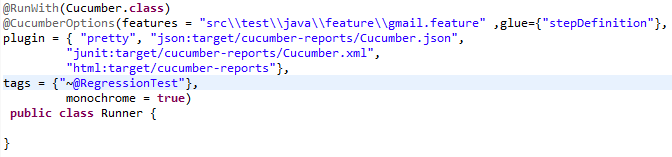 @RunWith(Cucumber.class)
@CucumberOptions(features = "src\\test\\java\\feature\\gmail.feature" ,glue={"stepDefinition"},
plugin = { "pretty", "json:target/cucumber-reports/Cucumber.json",
"junit:target/cucumber-reports/Cucumber.xml",
"html:target/cucumber-reports"},
tags = {"~@RegressionTest"},
monochrome = true)
public class Runner {
}